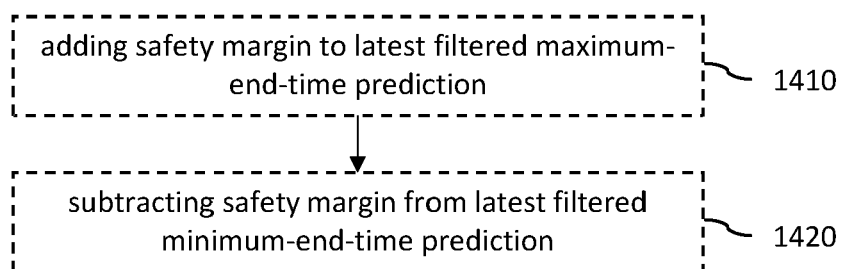 adding safety margin to latest filtered maximum-
end-time prediction
1410
subtracting safety margin from latest filtered
minimum-end-time prediction
1420